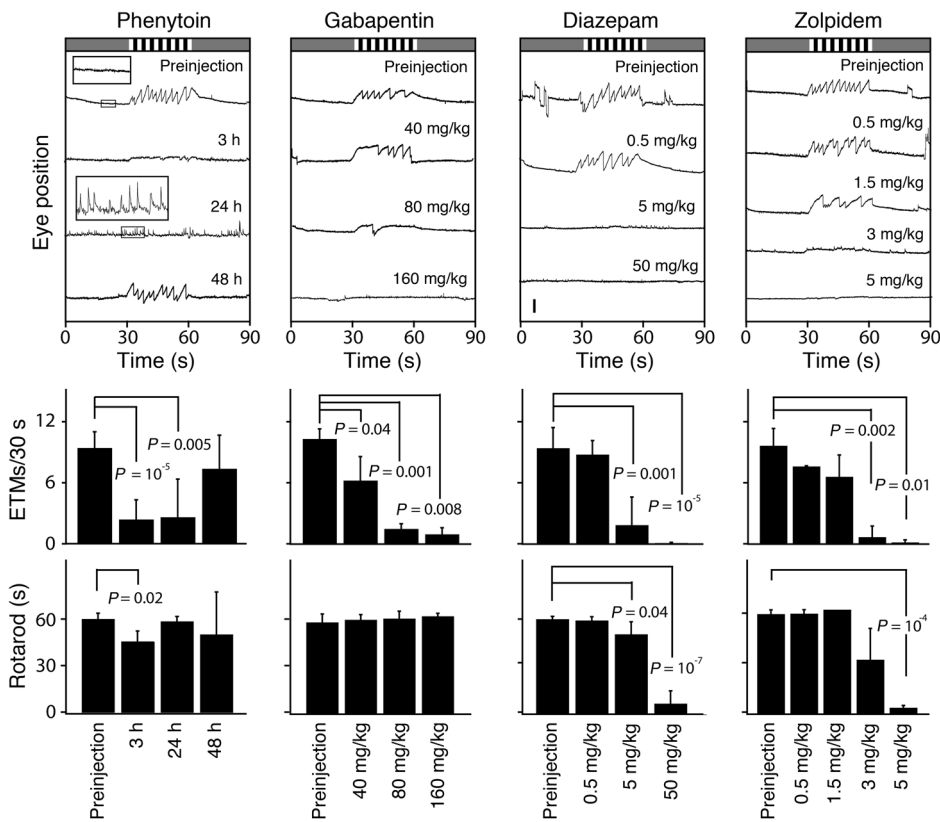 Phenytoin
Gabapentin
Diazepam
Zolpidem
Eye position
Preinjection
3 h
24 h
48 h
Preinjection
40 mg/kg
80 mg/kg
160 mg/kg
Preinjection
0.5 mg/kg
5 mg/kg
50 mg/kg
Preinjection
0.5 mg/kg
1.5 mg/kg
3 mg/kg
5 mg/kg
0 30 60 90
Time (s)
0 30 60 90
Time (s)
0 30 60 90
Time (s)
0 30 60 90
Time (s)
ETMs/30 s
12
6
0
P = 0.005
P = 10-5
P = 0.04
P = 0.001
P = 0.008
P = 0.001
P = 10-5
P = 0.002
P = 0.01
Rotarod (s)
60
30
0
P = 0.02
P = 0.04
P = 10-7
P = 10-4
Preinjection
3 h
24 h
48 h
Preinjection
40 mg/kg
80 mg/kg
160 mg/kg
Preinjection
0.5 mg/kg
5 mg/kg
50 mg/kg
Preinjection
0.5 mg/kg
1.5 mg/kg
3 mg/kg
5 mg/kg